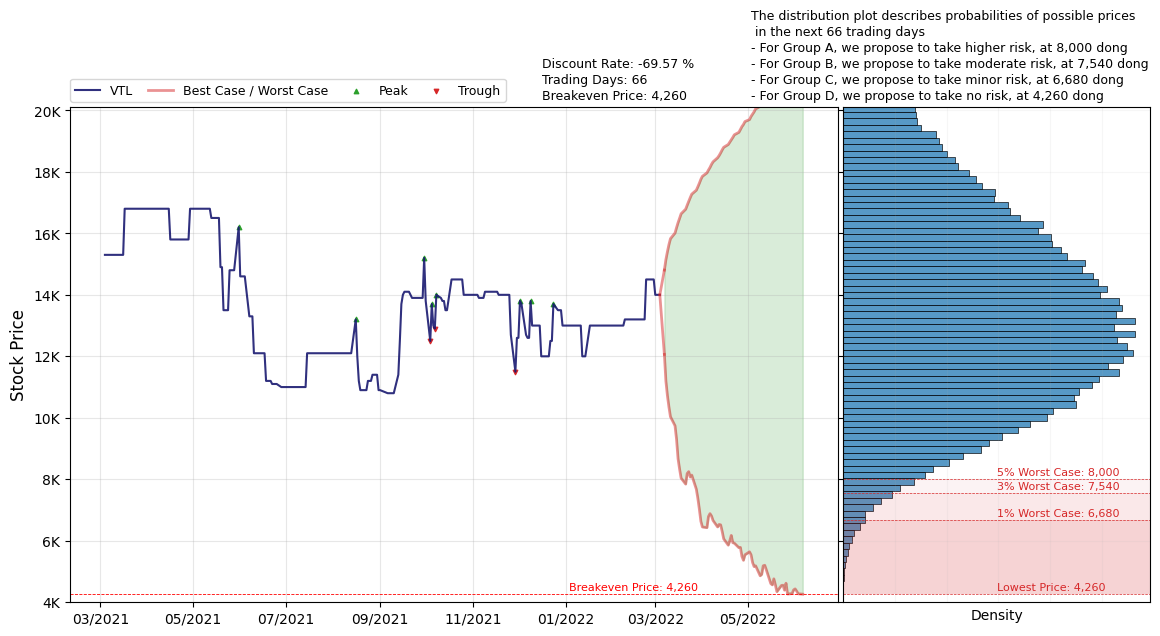 The distribution plot describes probabilities of possible prices
in the next 66 trading days
- For Group A, we propose to take higher risk, at 8,000 dong
- For Group B, we propose to take moderate risk, at 7,540 dong
- For Group C, we propose to take minor risk, at 6,680 dong
- For Group D, we propose to take no risk, at 4,260 dong
Discount Rate: -69.57 %
Trading Days: 66
Breakeven Price: 4,260
VTL
Best Case / Worst Case
Peak
Trough
Stock Price
20K
18K
16K
14K
12K
10K
8K
6K
4K
03/2021
05/2021
07/2021
09/2021
11/2021
01/2022
03/2022
05/2022
Breakeven Price: 4,260
5% Worst Case: 8,000
3% Worst Case: 7,540
1% Worst Case: 6,680
Lowest Price: 4,260
Density